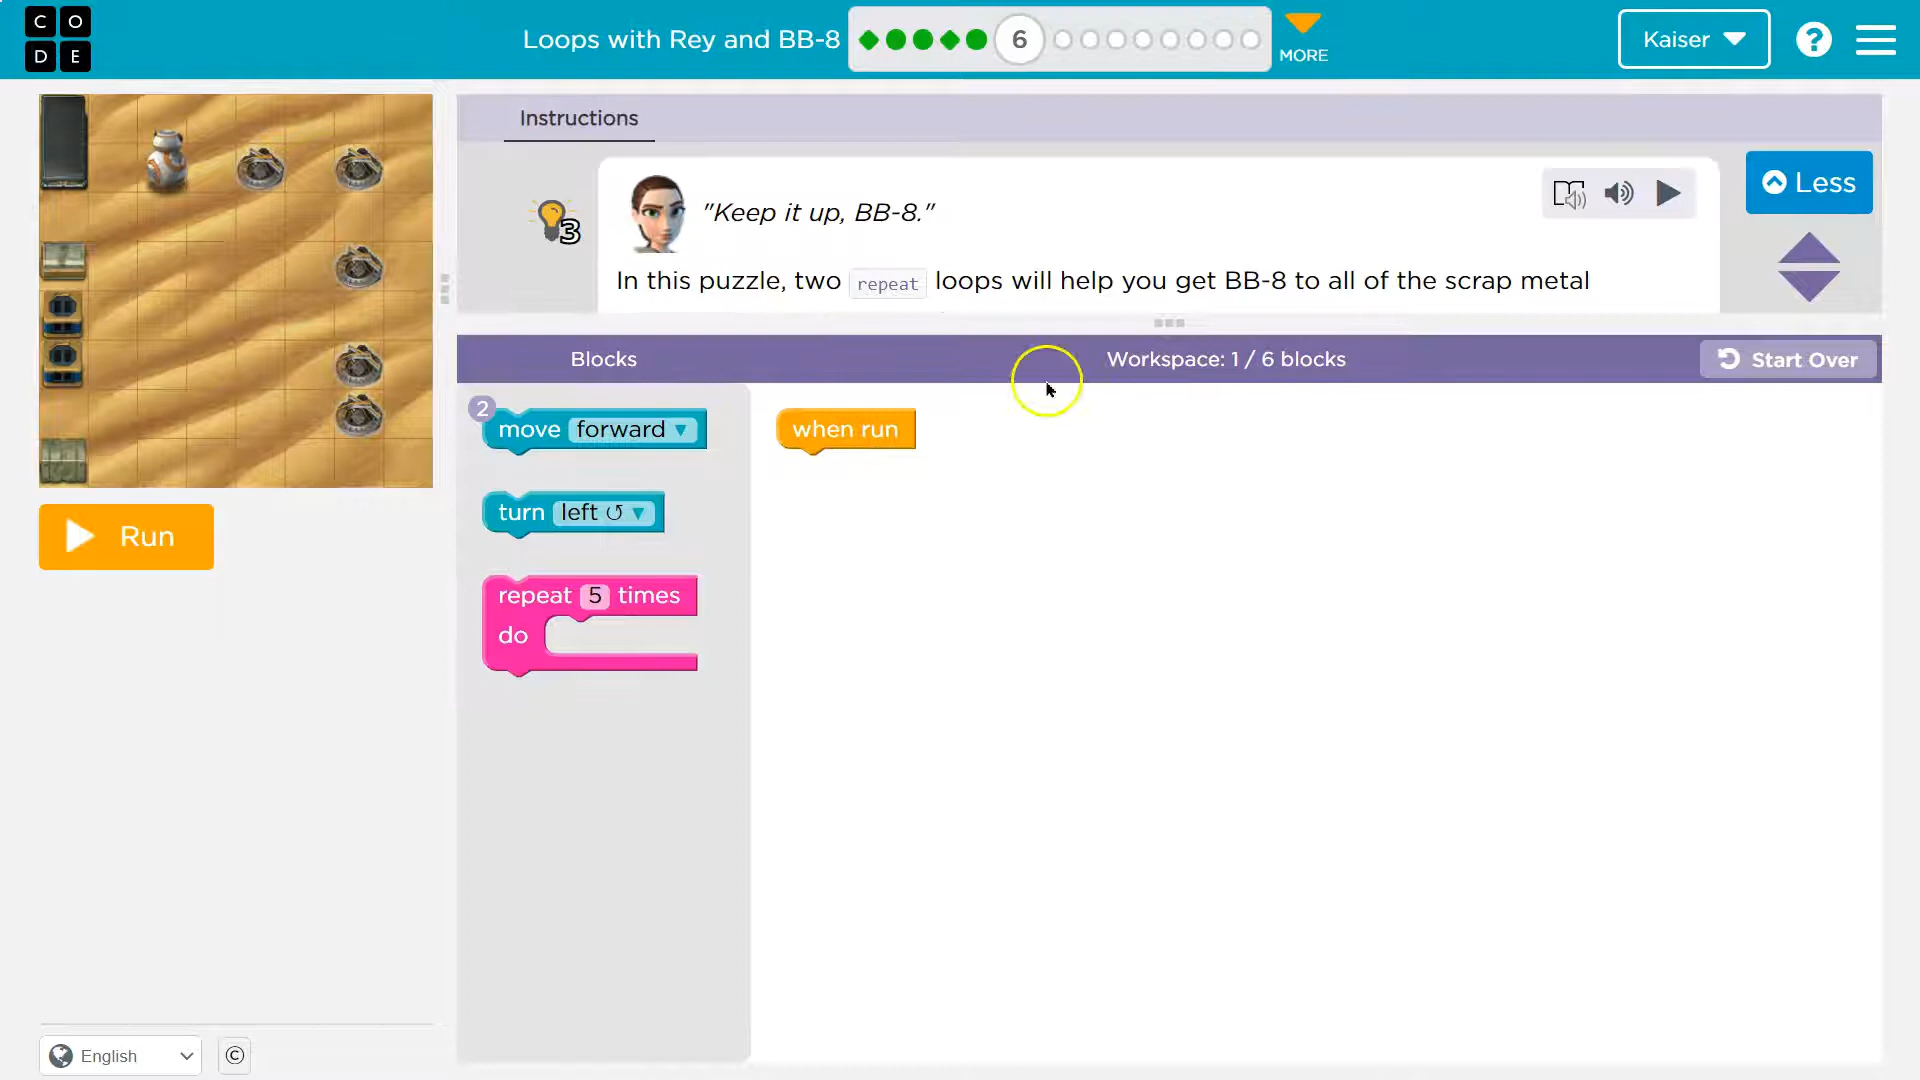 C O
D E
Loops with Rey and BB-8
6
MORE
Kaiser
?
Instructions
3
"Keep it up, BB-8."
Less
In this puzzle, two repeat loops will help you get BB-8 to all of the scrap metal
Blocks
Workspace: 1 / 6 blocks
Start Over
2
move forward
when run
turn left
Run
repeat 5 times
do
English
©